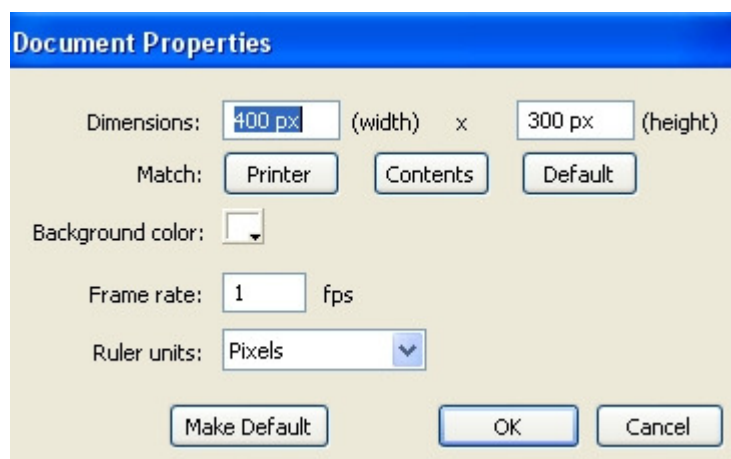 Document Properties
Dimensions: 400 px (width) x 300 px (height)
Match: Printer Contents Default
Background color:
Frame rate: 1 fps
Ruler units: Pixels
Make Default OK Cancel